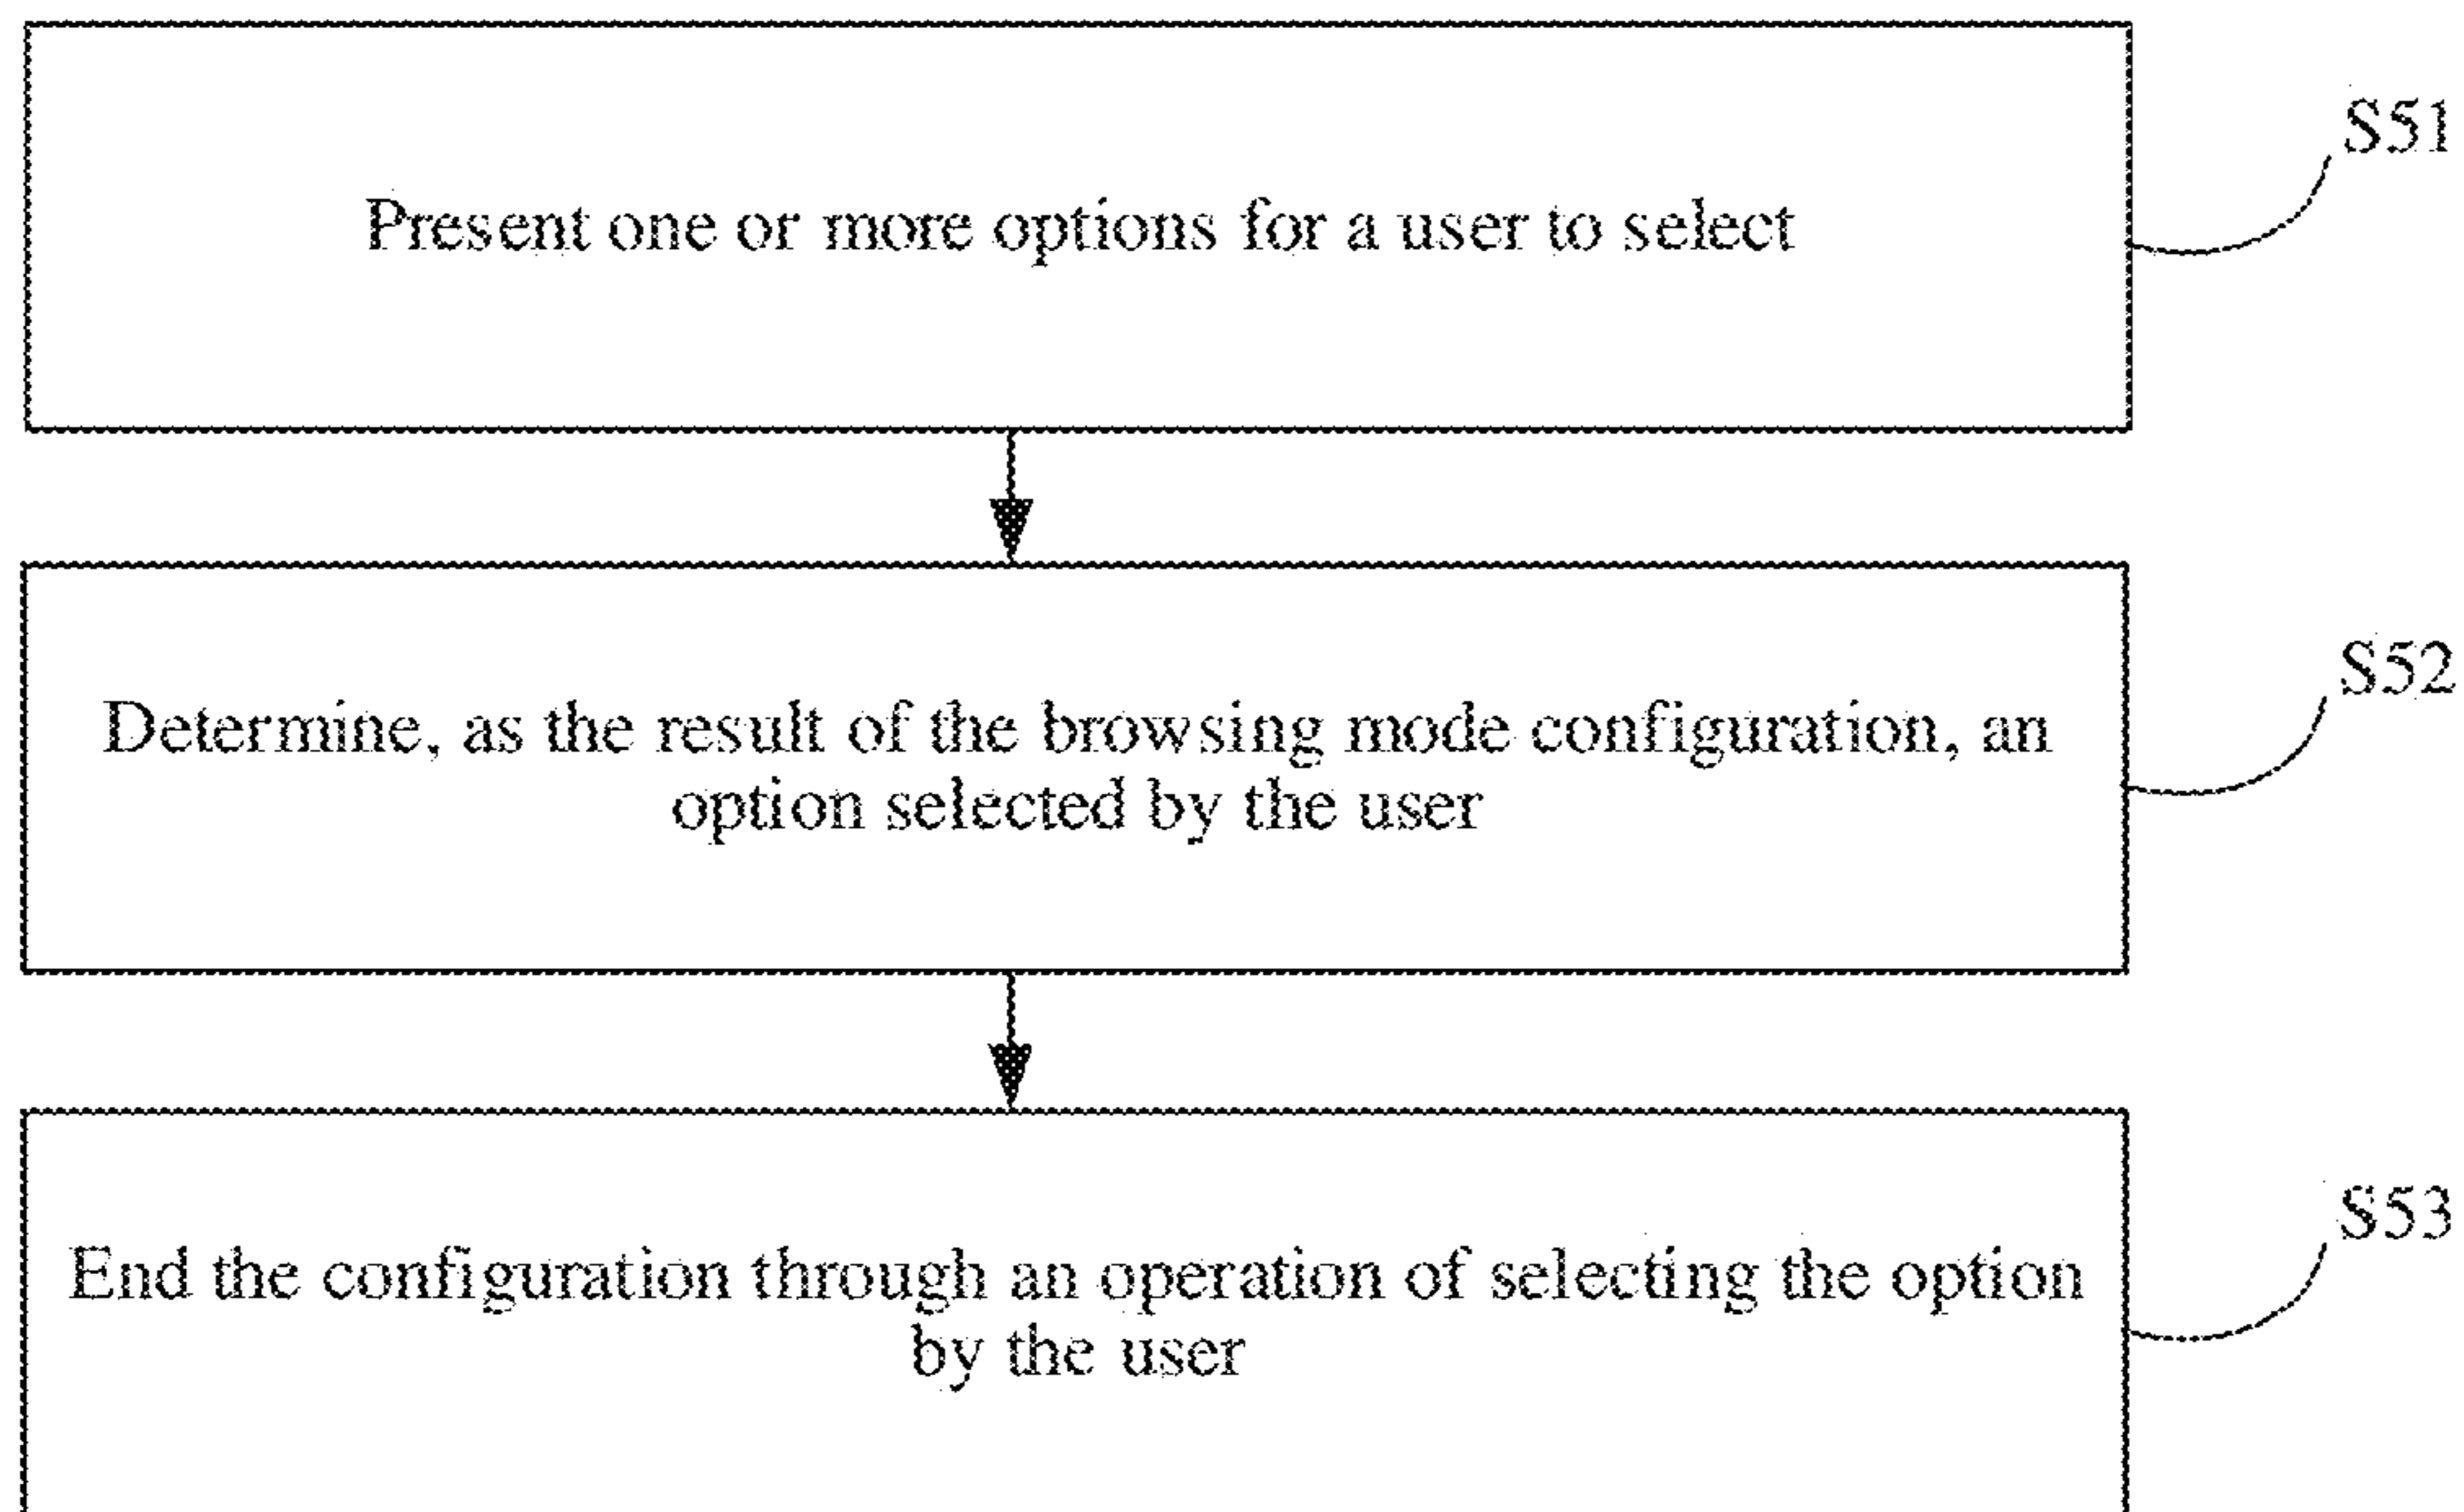 S51
Present one or more options for a user to select
S52
Determine, as the result of the browsing mode configuration, an
option selected by the user
S53
End the configuration through an operation of selecting the option
by the user